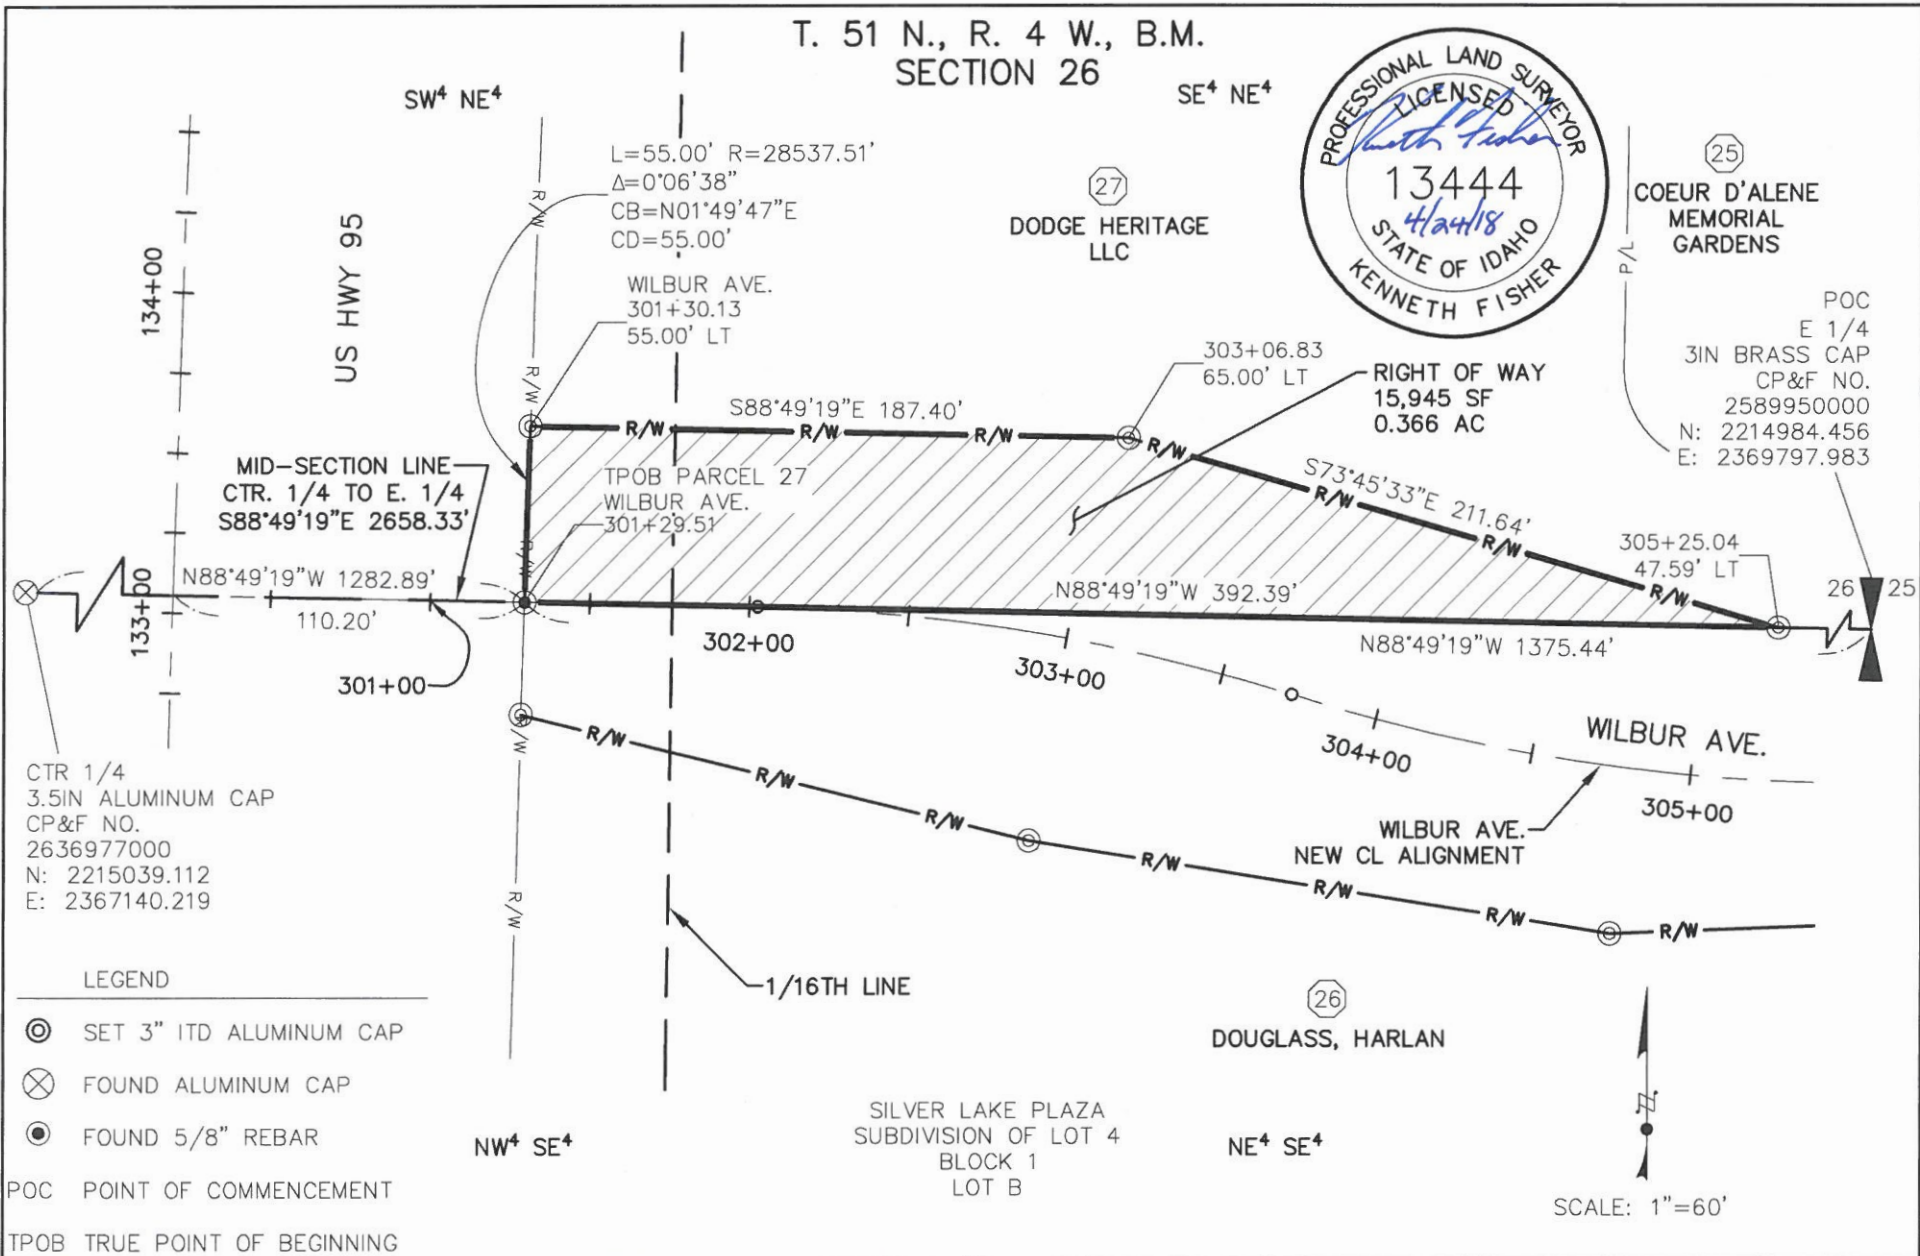 T. 51 N., R. 4 W., B.M.
SECTION 26
SW⁴ NE⁴
SE⁴ NE⁴
PROFESSIONAL LAND SURVEYOR
LICENSED
Kenneth Fisher
13444
4/24/18
STATE OF IDAHO
KENNETH FISHER
L=55.00' R=28537.51'
Δ=0°06'38"
CB=N01°49'47"E
CD=55.00'
WILBUR AVE.
301+30.13
55.00' LT
27
DODGE HERITAGE
LLC
25
COEUR D'ALENE
MEMORIAL
GARDENS
P/L
POC
E 1/4
3IN BRASS CAP
CP&F NO.
2589950000
N: 2214984.456
E: 2369797.983
US HWY 95
134+00
133+00
R/W
R/W
303+06.83
65.00' LT
RIGHT OF WAY
15,945 SF
0.366 AC
S88°49'19"E 187.40'
R/W
R/W
R/W
R/W
S73°45'33"E 211.64'
R/W
R/W
R/W
MID-SECTION LINE
CTR. 1/4 TO E. 1/4
S88°49'19"E 2658.33'
TPOB PARCEL 27
WILBUR AVE.
301+29.51
R/W
305+25.04
47.59' LT
26
25
N88°49'19"W 1282.89'
110.20'
N88°49'19"W 392.39'
N88°49'19"W 1375.44'
301+00
302+00
303+00
304+00
305+00
WILBUR AVE.
WILBUR AVE.
NEW CL ALIGNMENT
R/W
R/W
R/W
R/W
R/W
R/W
R/W
R/W
R/W
CTR 1/4
3.5IN ALUMINUM CAP
CP&F NO.
2636977000
N: 2215039.112
E: 2367140.219
1/16TH LINE
26
DOUGLASS, HARLAN
LEGEND
SET 3" ITD ALUMINUM CAP
FOUND ALUMINUM CAP
FOUND 5/8" REBAR
POC POINT OF COMMENCEMENT
TPOB TRUE POINT OF BEGINNING
NW⁴ SE⁴
SILVER LAKE PLAZA
SUBDIVISION OF LOT 4
BLOCK 1
LOT B
NE⁴ SE⁴
N
SCALE: 1"=60'